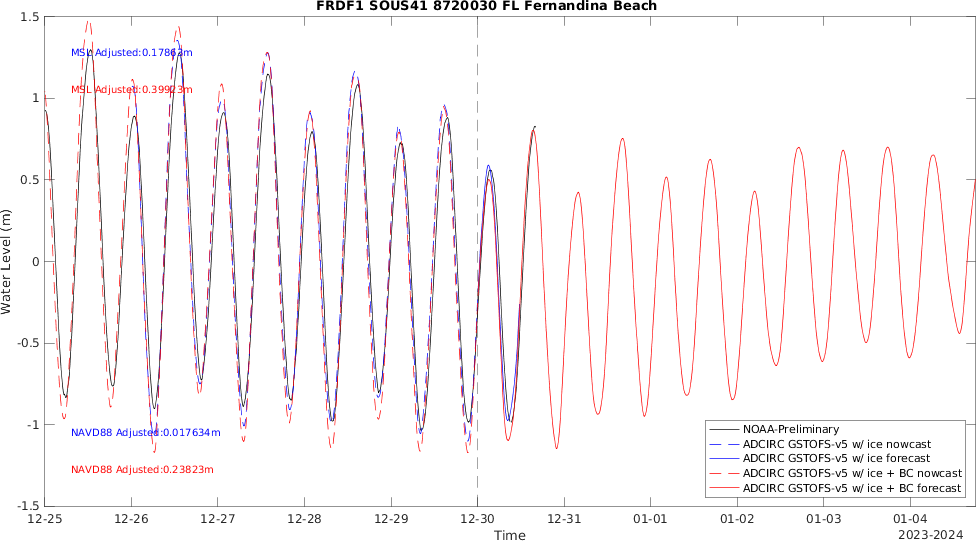 FRDF1 SOUS41 8720030 FL Fernandina Beach
1.5
1
0.5
0
-0.5
-1
-1.5
Water Level (m)
MSL Adjusted:0.17863m
MSL Adjusted:0.39923m
NAVD88 Adjusted:0.017634m
NAVD88 Adjusted:0.23823m
NOAA-Preliminary
ADCIRC GSTOFS-v5 w/ ice nowcast
ADCIRC GSTOFS-v5 w/ ice forecast
ADCIRC GSTOFS-v5 w/ ice + BC nowcast
ADCIRC GSTOFS-v5 w/ ice + BC forecast
12-25 12-26 12-27 12-28 12-29 12-30 12-31 01-01 01-02 01-03 01-04
Time
2023-2024